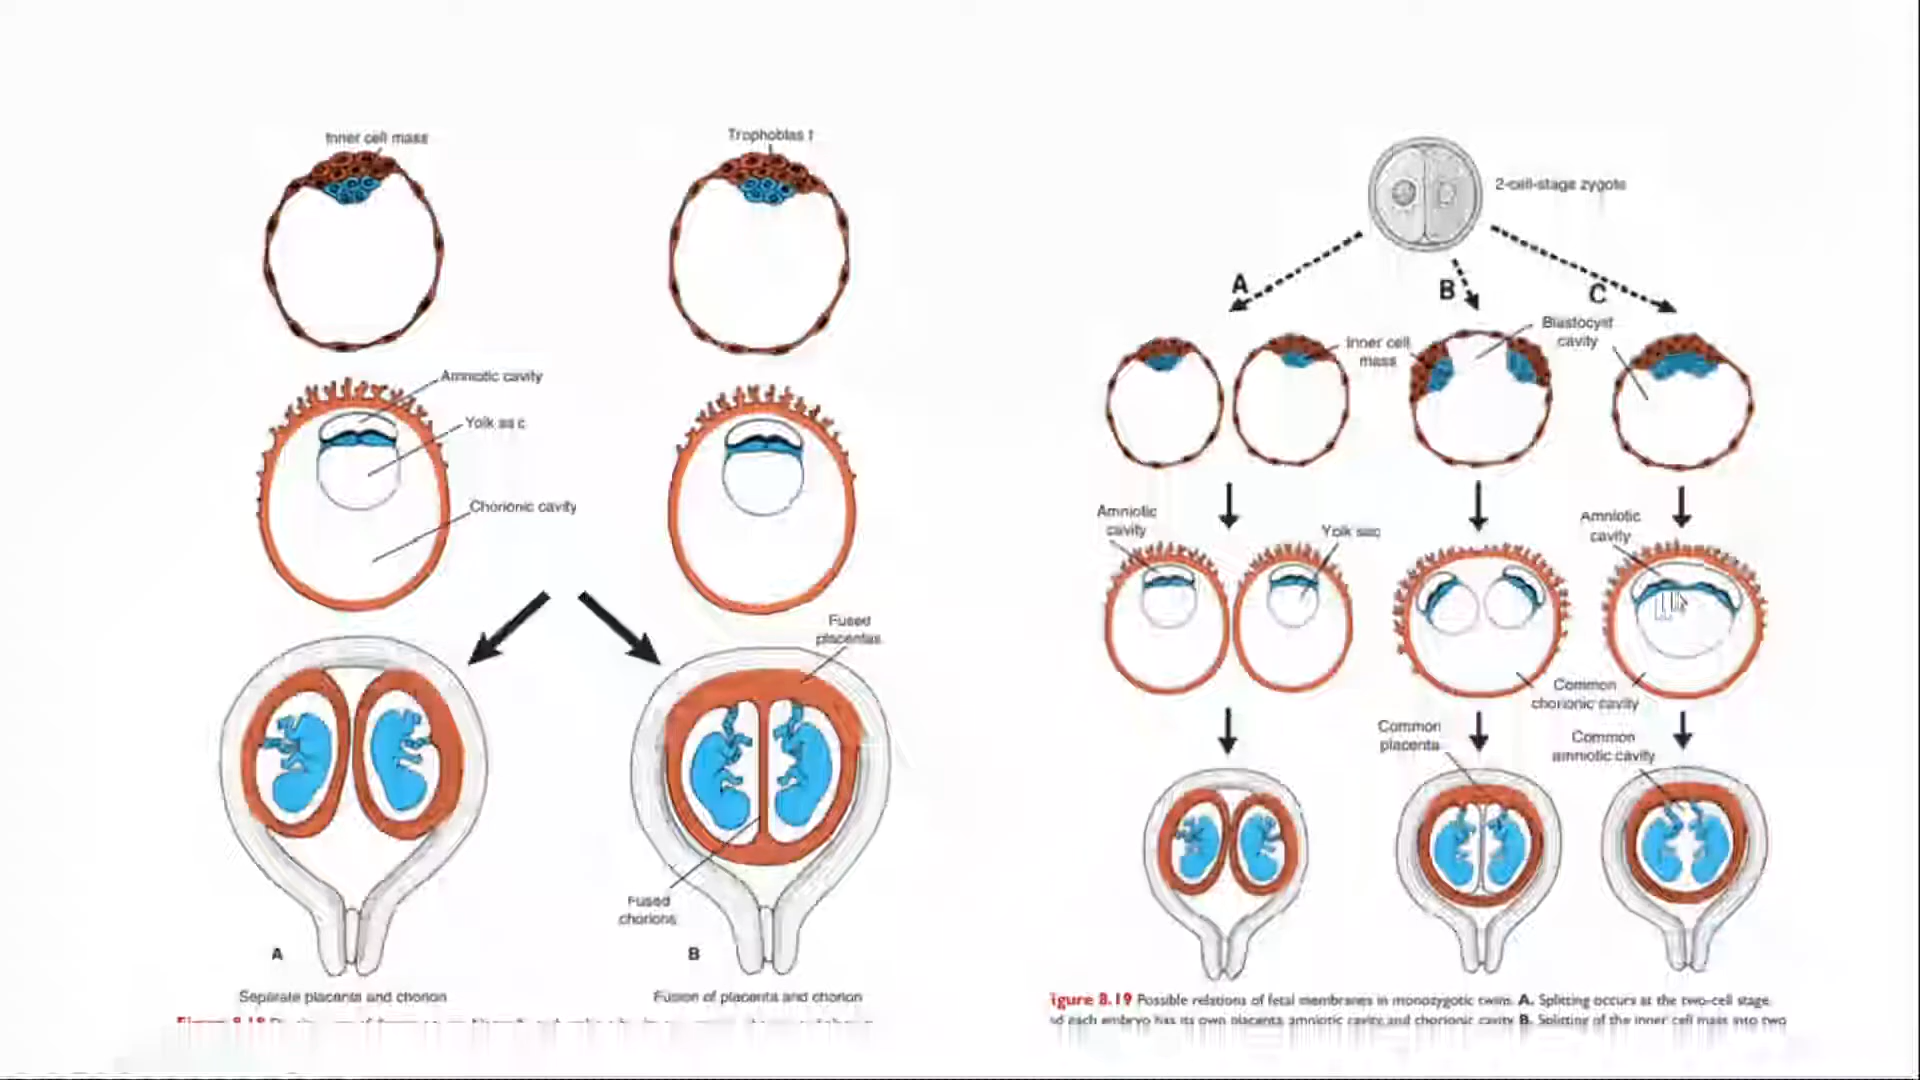 Inner cell mass
Trophoblast
Amniotic cavity
Yolk sac
Chorionic cavity
Fused
placentas
Fused
chorions
A
B
Separate placenta and chorion
Fusion of placenta and chorion
2-cell-stage zygote
A
B
C
Inner cell
mass
Blastocyst
cavity
Amniotic
cavity
Yolk sac
Amniotic
cavity
Common
chorionic cavity
Common
placenta
Common
amniotic cavity
igure 8.19 Possible relations of fetal membranes in monozygotic twins. A. Splitting occurs at the two-cell stage,
each embryo has its own placenta, amniotic cavity, and chorionic cavity. B. Splitting of the inner cell mass into two